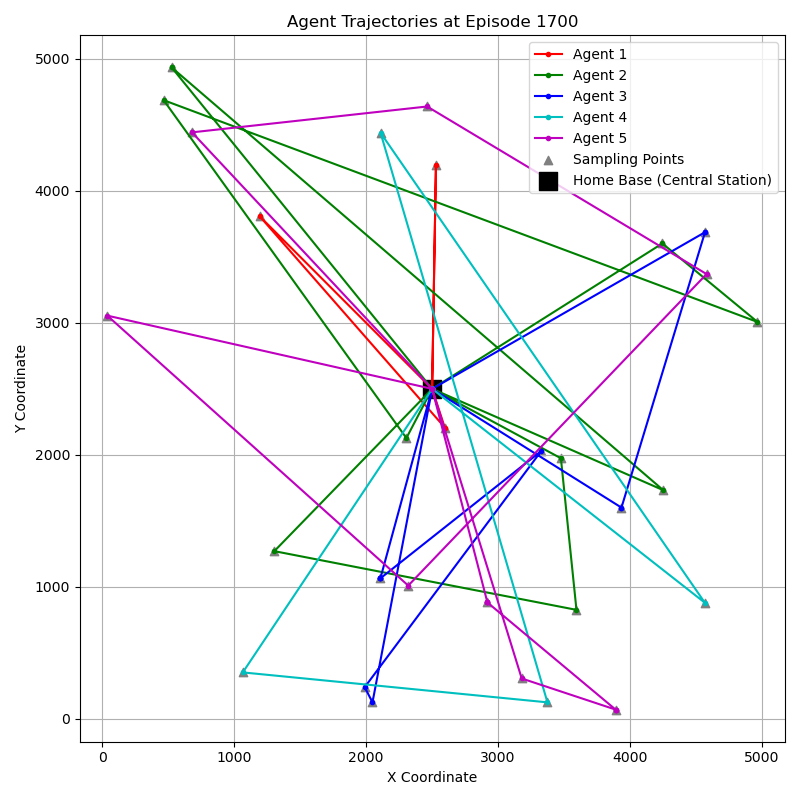 Agent Trajectories at Episode 1700
Agent 1
Agent 2
Agent 3
Agent 4
Agent 5
Sampling Points
Home Base (Central Station)
Y Coordinate
5000
4000
3000
2000
1000
0
0 1000 2000 3000 4000 5000
X Coordinate